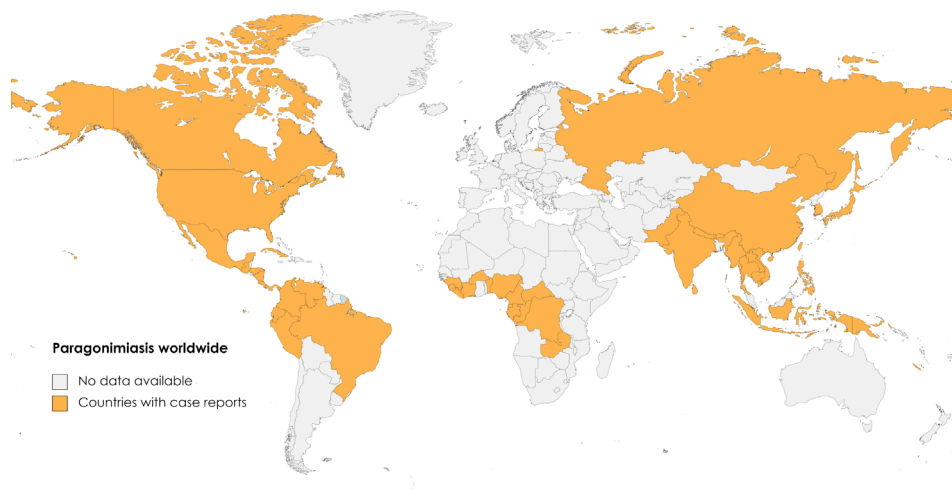 Paragonimiasis worldwide
No data available
Countries with case reports